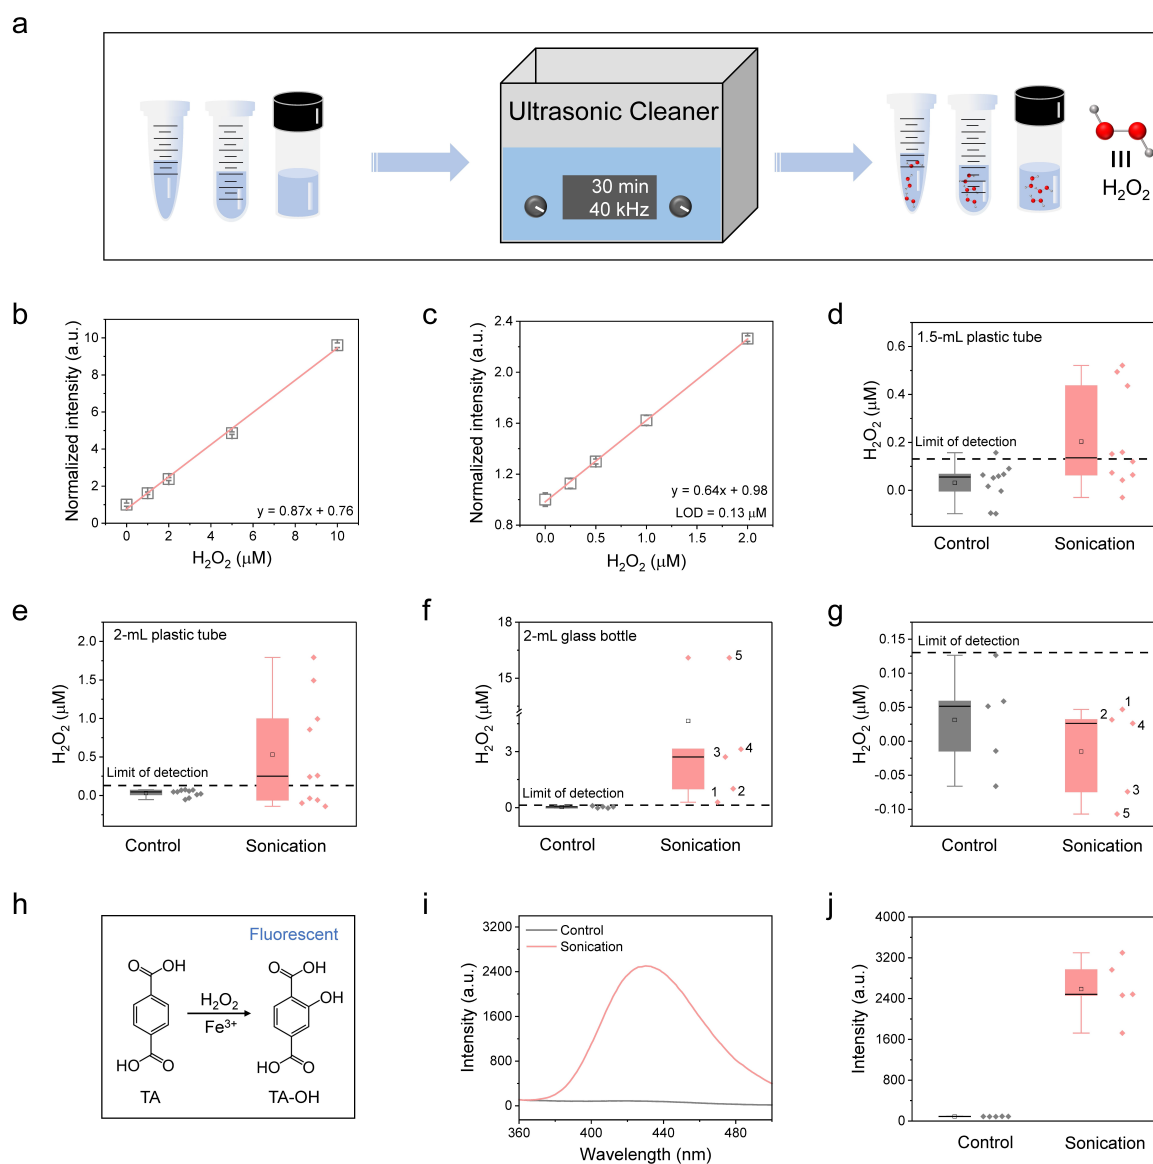 a
Ultrasonic Cleaner
30 min
40 kHz
H₂O₂
b
Normalized intensity (a.u.)
10
8
6
4
2
0
0 2 4 6 8 10
y = 0.87x + 0.76
H₂O₂ (μM)
c
Normalized intensity (a.u.)
2.4
2.0
1.6
1.2
0.8
0.0 0.5 1.0 1.5 2.0
y = 0.64x + 0.98
LOD = 0.13 μM
H₂O₂ (μM)
d
1.5-mL plastic tube
H₂O₂ (μM)
0.6
0.4
0.2
0.0
Limit of detection
Control Sonication
e
2-mL plastic tube
H₂O₂ (μM)
2.0
1.5
1.0
0.5
0.0
Limit of detection
Control Sonication
f
2-mL glass bottle
H₂O₂ (μM)
18
15
3
0
Limit of detection
5
3 4
1 2
Control Sonication
g
H₂O₂ (μM)
0.15
0.10
0.05
0.00
-0.05
-0.10
Limit of detection
1
2 4
3
5
Control Sonication
h
Fluorescent
O OH
HO O
TA
H₂O₂
Fe³⁺
O OH
OH
HO O
TA-OH
i
Intensity (a.u.)
3200
2400
1600
800
0
Control
Sonication
360 400 440 480
Wavelength (nm)
j
Intensity (a.u.)
4000
3200
2400
1600
800
0
Control Sonication